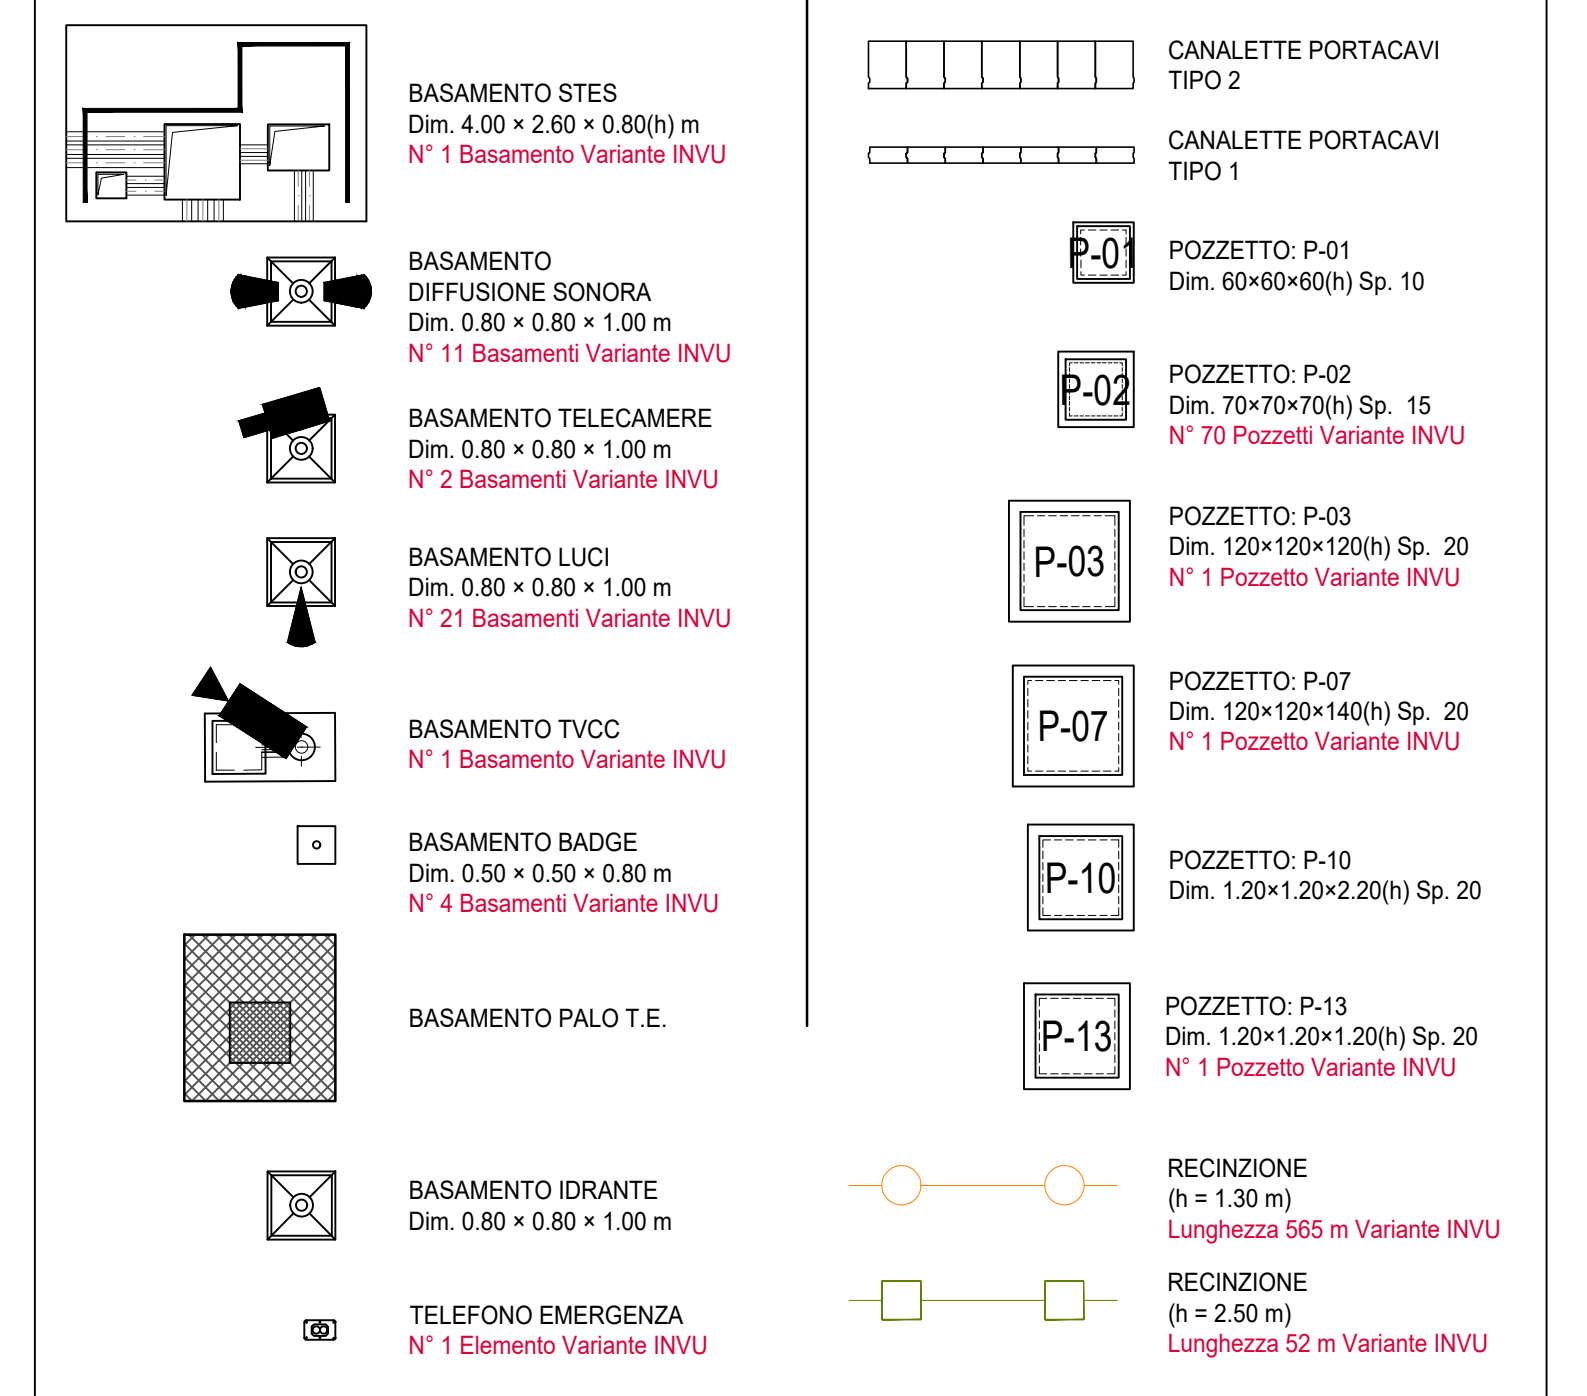 BASAMENTO STES
Dim. 4.00 × 2.60 × 0.80(h) m
N° 1 Basamento Variante INVU
BASAMENTO
DIFFUSIONE SONORA
Dim. 0.80 × 0.80 × 1.00 m
N° 11 Basamenti Variante INVU
BASAMENTO TELECAMERE
Dim. 0.80 × 0.80 × 1.00 m
N° 2 Basamenti Variante INVU
BASAMENTO LUCI
Dim. 0.80 × 0.80 × 1.00 m
N° 21 Basamenti Variante INVU
BASAMENTO TVCC
N° 1 Basamento Variante INVU
BASAMENTO BADGE
Dim. 0.50 × 0.50 × 0.80 m
N° 4 Basamenti Variante INVU
BASAMENTO PALO T.E.
BASAMENTO IDRANTE
Dim. 0.80 × 0.80 × 1.00 m
TELEFONO EMERGENZA
N° 1 Elemento Variante INVU
CANALETTE PORTACAVI
TIPO 2
CANALETTE PORTACAVI
TIPO 1
P-01
POZZETTO: P-01
Dim. 60×60×60(h) Sp. 10
P-02
POZZETTO: P-02
Dim. 70×70×70(h) Sp. 15
N° 70 Pozzetti Variante INVU
P-03
POZZETTO: P-03
Dim. 120×120×120(h) Sp. 20
N° 1 Pozzetto Variante INVU
P-07
POZZETTO: P-07
Dim. 120×120×140(h) Sp. 20
N° 1 Pozzetto Variante INVU
P-10
POZZETTO: P-10
Dim. 1.20×1.20×2.20(h) Sp. 20
P-13
POZZETTO: P-13
Dim. 1.20×1.20×1.20(h) Sp. 20
N° 1 Pozzetto Variante INVU
RECINZIONE
(h = 1.30 m)
Lunghezza 565 m Variante INVU
RECINZIONE
(h = 2.50 m)
Lunghezza 52 m Variante INVU